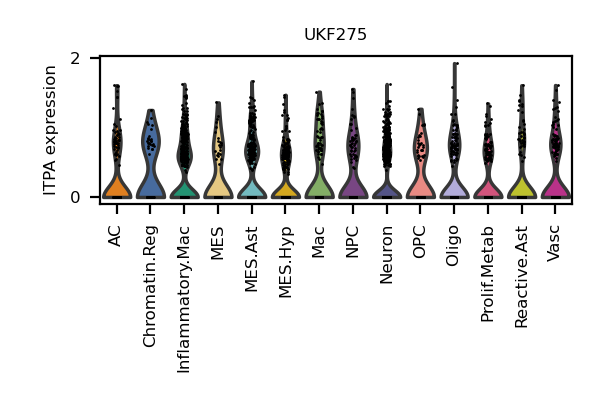 UKF275
ITPA expression
2
0
AC
Chromatin.Reg
Inflammatory.Mac
MES
MES.Ast
MES.Hyp
Mac
NPC
Neuron
OPC
Oligo
Prolif.Metab
Reactive.Ast
Vasc